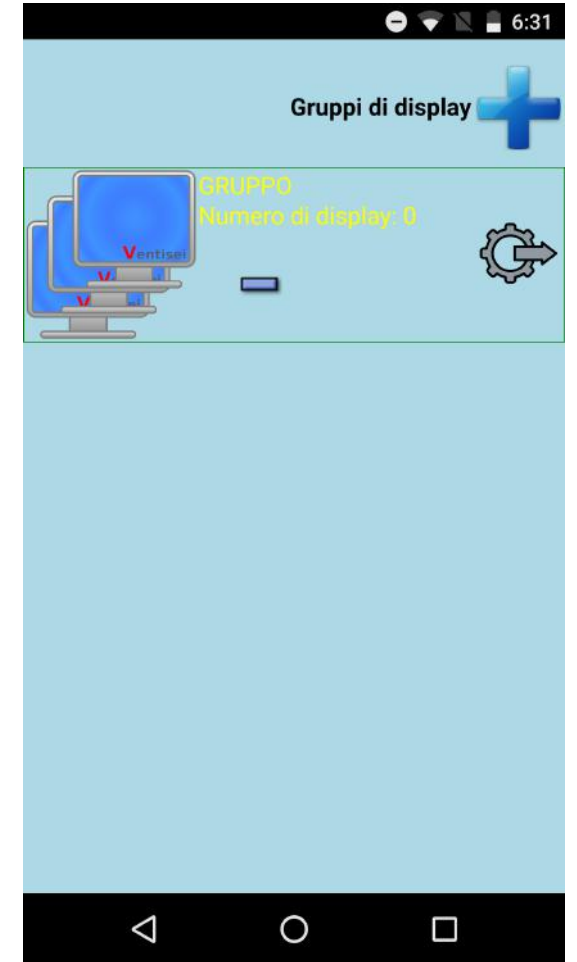 6:31
Gruppi di display
GRUPPO
Numero di display: 0
Ventisei
V
V